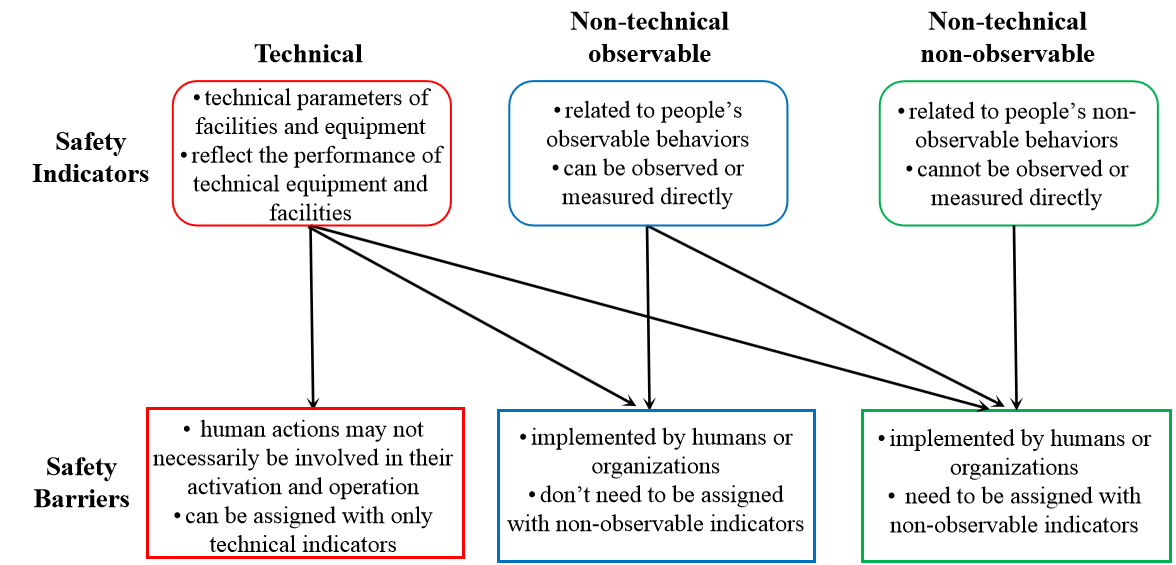 Technical
Non-technical
observable
Non-technical
non-observable
Safety
Indicators
• technical parameters of
facilities and equipment
• reflect the performance of
technical equipment and
facilities
• related to people’s
observable behaviors
• can be observed or
measured directly
• related to people’s non-
observable behaviors
• cannot be observed or
measured directly
Safety
Barriers
• human actions may not
necessarily be involved in their
activation and operation
• can be assigned with only
technical indicators
• implemented by humans or
organizations
• don’t need to be assigned
with non-observable indicators
• implemented by humans or
organizations
• need to be assigned with
non-observable indicators